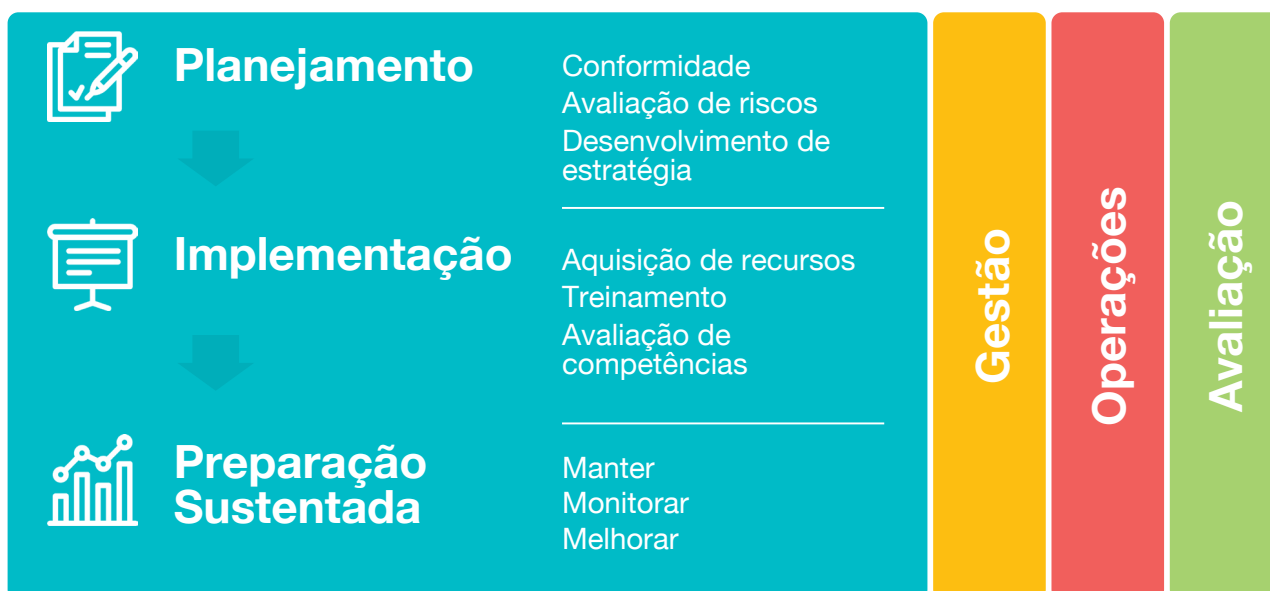 Planejamento
Conformidade
Avaliação de riscos
Desenvolvimento de
estratégia
Implementação
Aquisição de recursos
Treinamento
Avaliação de
competências
Preparação
Sustentada
Manter
Monitorar
Melhorar
Gestão
Operações
Avaliação